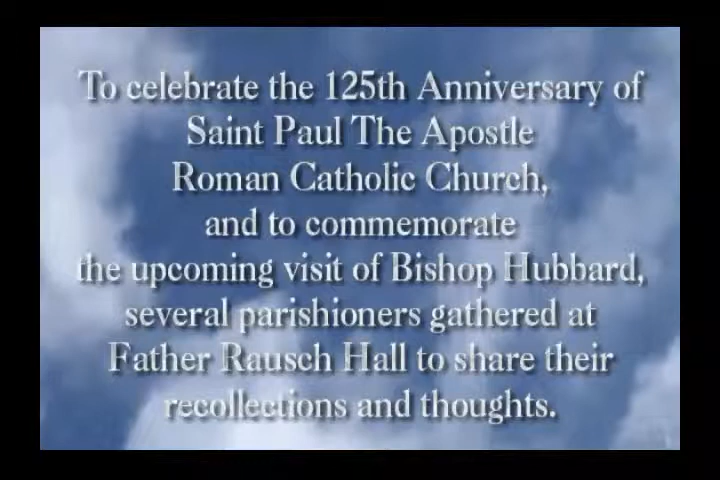 To celebrate the 125th Anniversary of
Saint Paul The Apostle
Roman Catholic Church,
and to commemorate
the upcoming visit of Bishop Hubbard,
several parishioners gathered at
Father Rausch Hall to share their
recollections and thoughts.